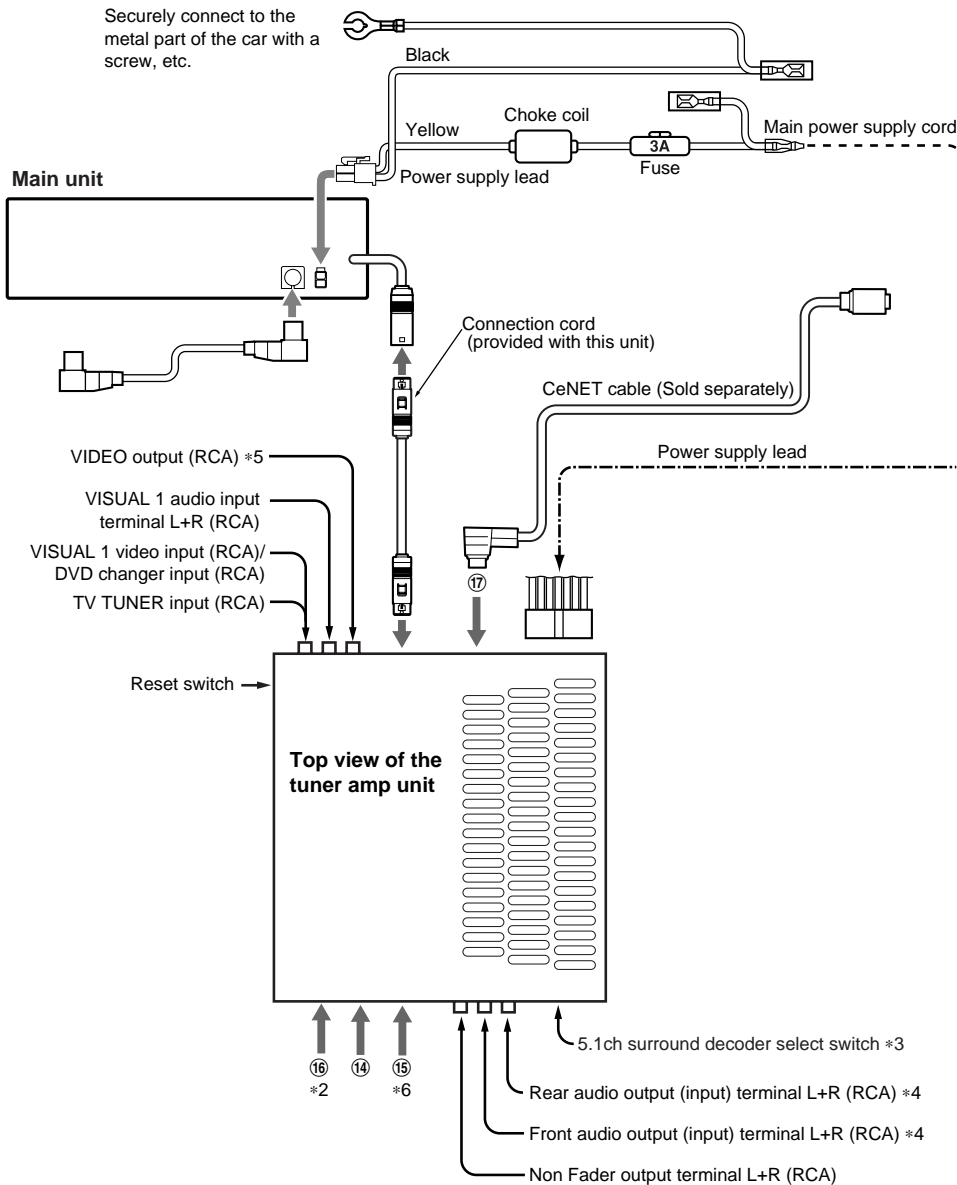 Securely connect to the
metal part of the car with a
screw, etc.
Black
Choke coil
Yellow
Main power supply cord
3A
Fuse
Power supply lead
Main unit
Connection cord
(provided with this unit)
CeNET cable (Sold separately)
VIDEO output (RCA) *5
Power supply lead
VISUAL 1 audio input
terminal L+R (RCA)
VISUAL 1 video input (RCA)/
DVD changer input (RCA)
TV TUNER input (RCA)
⑰
Reset switch
Top view of the
tuner amp unit
5.1ch surround decoder select switch *3
⑯ ⑭ ⑮
*2 *6
Rear audio output (input) terminal L+R (RCA) *4
Front audio output (input) terminal L+R (RCA) *4
Non Fader output terminal L+R (RCA)